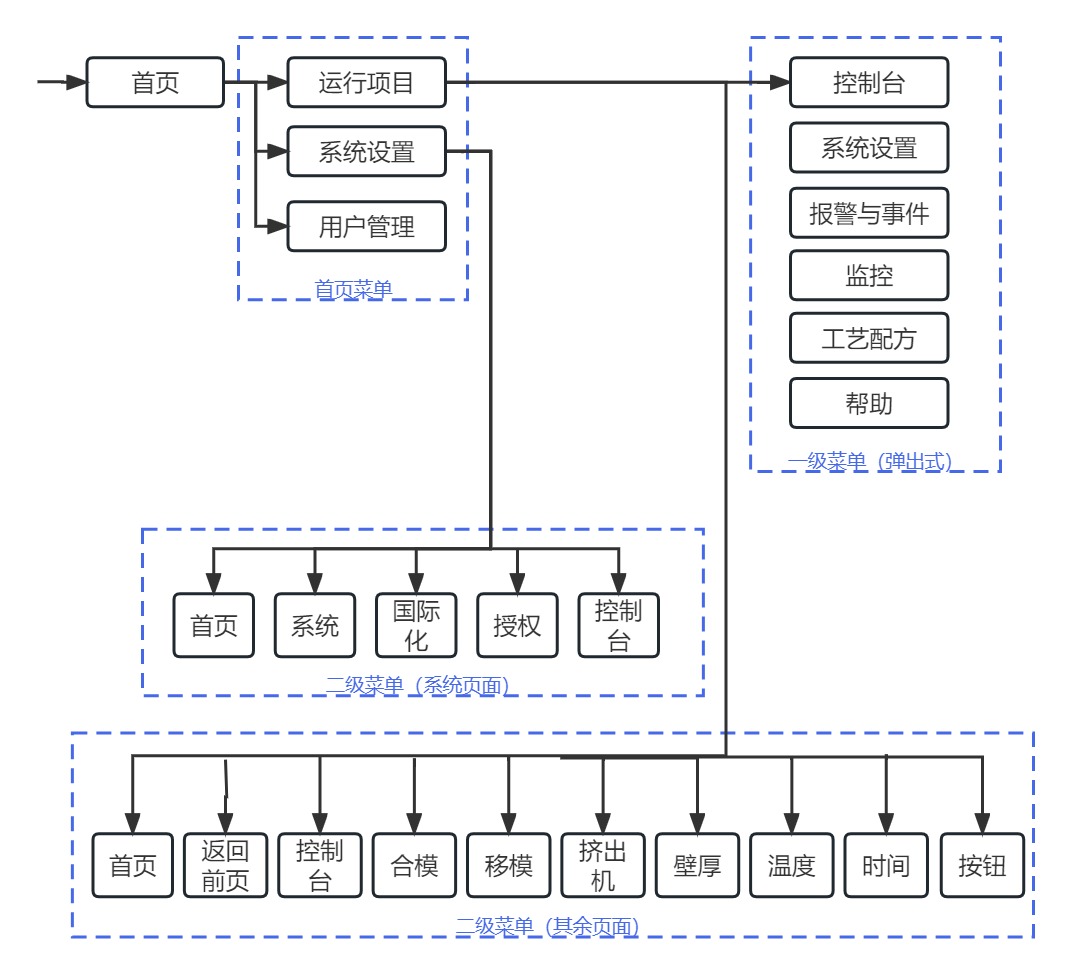 首页
运行项目
系统设置
用户管理
首页菜单
控制台
系统设置
报警与事件
监控
工艺配方
帮助
一级菜单（弹出式）
首页
系统
国际
化
授权
控制
台
二级菜单（系统页面）
首页
返回
前页
控制
台
合模
移模
挤出
机
壁厚
温度
时间
按钮
二级菜单（其余页面）